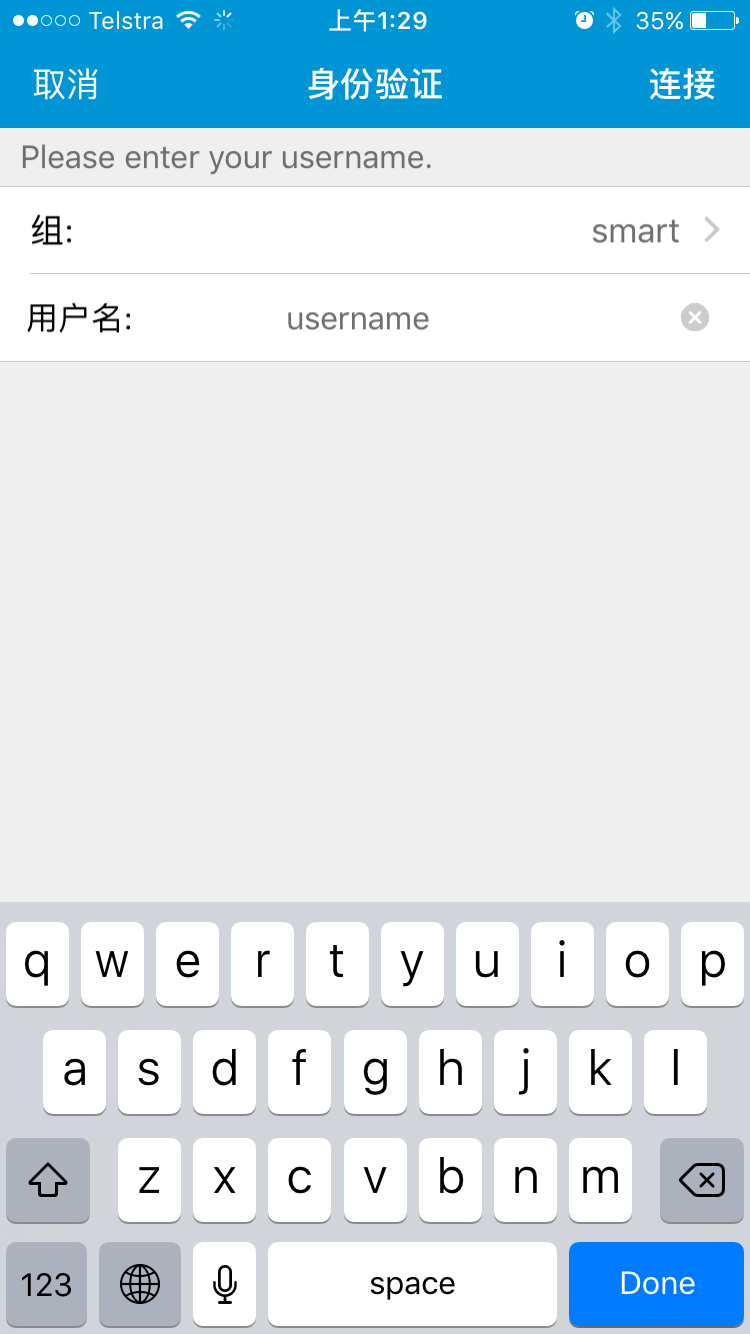 Telstra 上午1:29 35%
取消 身份验证 连接
Please enter your username.
组: smart
用户名: username
q w e r t y u i o p
a s d f g h j k l
z x c v b n m
123 space Done